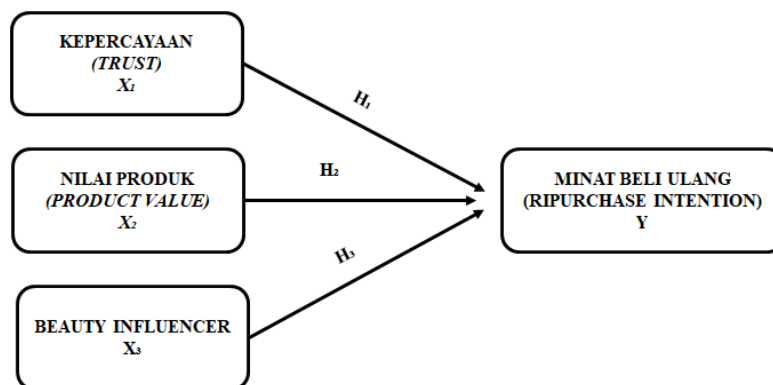 KEPERCAYAAN
(TRUST)
X₁
H₁
NILAI PRODUK
(PRODUCT VALUE)
X₂
H₂
MINAT BELI ULANG
(RIPURCHASE INTENTION)
Y
H₃
BEAUTY INFLUENCER
X₃